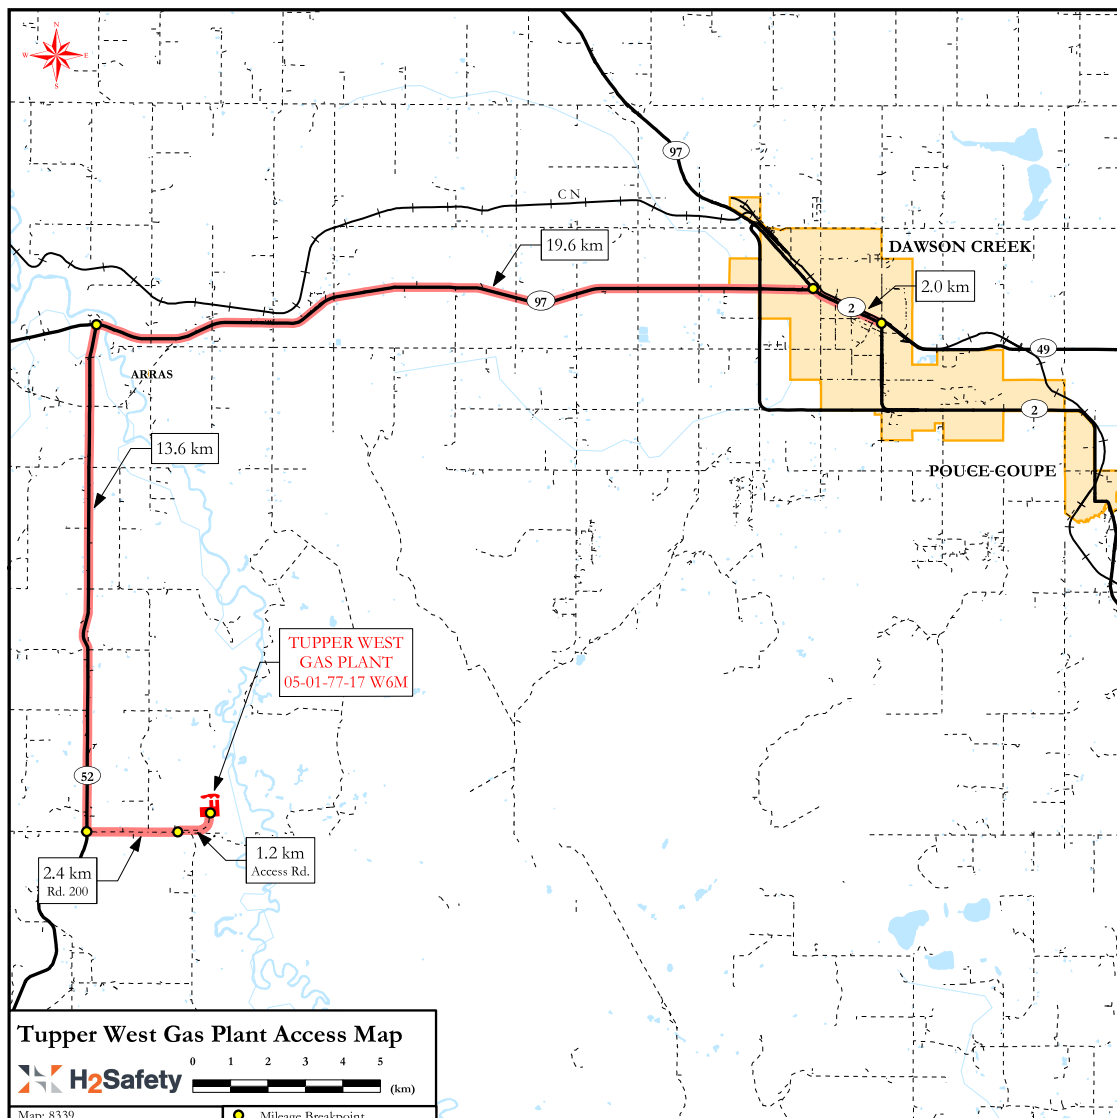 N
W E
S
97
C N
19.6 km
DAWSON CREEK
2.0 km
97
2
49
ARRAS
2
13.6 km
POUCE COUPE
TUPPER WEST
GAS PLANT
05-01-77-17 W6M
52
1.2 km
Access Rd.
2.4 km
Rd. 200
Tupper West Gas Plant Access Map
H2Safety
0 1 2 3 4 5
(km)
Map: 8339
Mileage Breakpoint